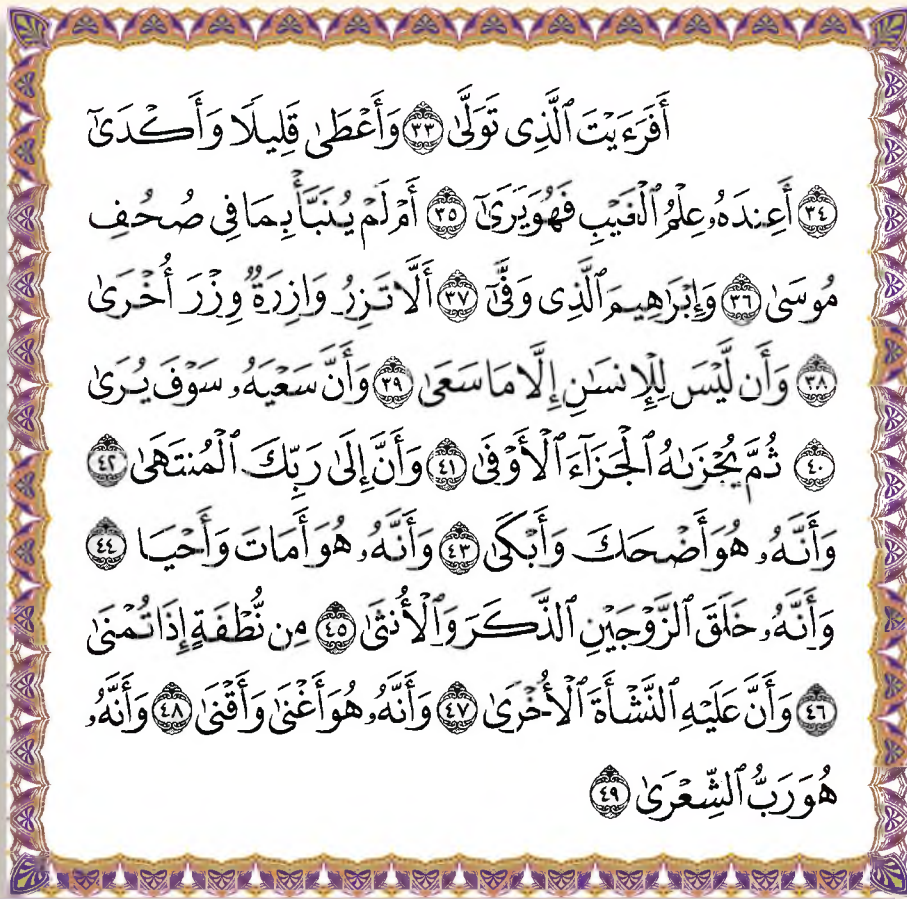 أَفَرَءَيْتَ ٱلَّذِى تَوَلَّىٰ ٣٣ وَأَعْطَىٰ قَلِيلًا وَأَكْدَىٰٓ
٣٤ أَعِندَهُۥ عِلْمُ ٱلْغَيْبِ فَهُوَ يَرَىٰٓ ٣٥ أَمْ لَمْ يُنَبَّأْ بِمَا فِى صُحُفِ
مُوسَىٰ ٣٦ وَإِبْرَٰهِيمَ ٱلَّذِى وَفَّىٰٓ ٣٧ أَلَّا تَزِرُ وَازِرَةٌ وِزْرَ أُخْرَىٰ
٣٨ وَأَن لَّيْسَ لِلْإِنسَٰنِ إِلَّا مَا سَعَىٰ ٣٩ وَأَنَّ سَعْيَهُۥ سَوْفَ يُرَىٰ
٤٠ ثُمَّ يُجْزَىٰهُ ٱلْجَزَآءَ ٱلْأَوْفَىٰ ٤١ وَأَنَّ إِلَىٰ رَبِّكَ ٱلْمُنتَهَىٰ ٤٢
وَأَنَّهُۥ هُوَ أَضْحَكَ وَأَبْكَىٰ ٤٣ وَأَنَّهُۥ هُوَ أَمَاتَ وَأَحْيَا ٤٤
وَأَنَّهُۥ خَلَقَ ٱلزَّوْجَيْنِ ٱلذَّكَرَ وَٱلْأُنثَىٰ ٤٥ مِن نُّطْفَةٍ إِذَا تُمْنَىٰ
٤٦ وَأَنَّ عَلَيْهِ ٱلنَّشْأَةَ ٱلْأُخْرَىٰ ٤٧ وَأَنَّهُۥ هُوَ أَغْنَىٰ وَأَقْنَىٰ ٤٨ وَأَنَّهُۥ
هُوَ رَبُّ ٱلشِّعْرَىٰ ٤٩